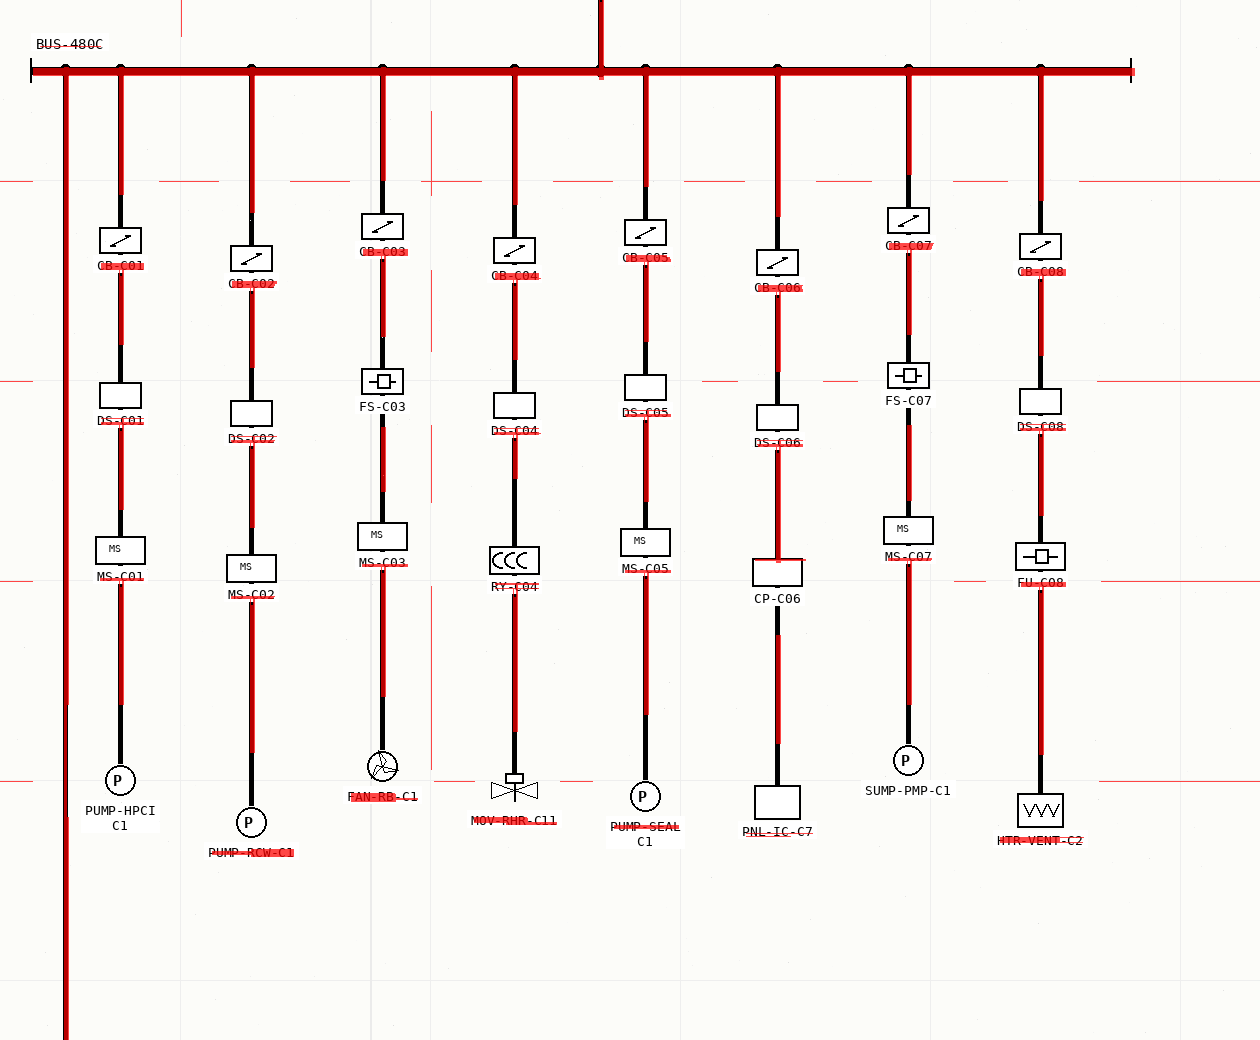 BUS-480C
CB-C01
CB-C02
CB-C03
CB-C04
CB-C05
CB-C06
CB-C07
CB-C08
DS-C01
DS-C02
FS-C03
DS-C04
DS-C05
DS-C06
FS-C07
DS-C08
MS
MS-C01
MS
MS-C02
MS
MS-C03
RY-C04
MS
MS-C05
CP-C06
MS
MS-C07
FU-C08
P
PUMP-HPCI
C1
P
PUMP-RCW-C1
FAN-RB-C1
MOV-RHR-C11
P
PUMP-SEAL
C1
PNL-IC-C7
P
SUMP-PMP-C1
HTR-VENT-C2